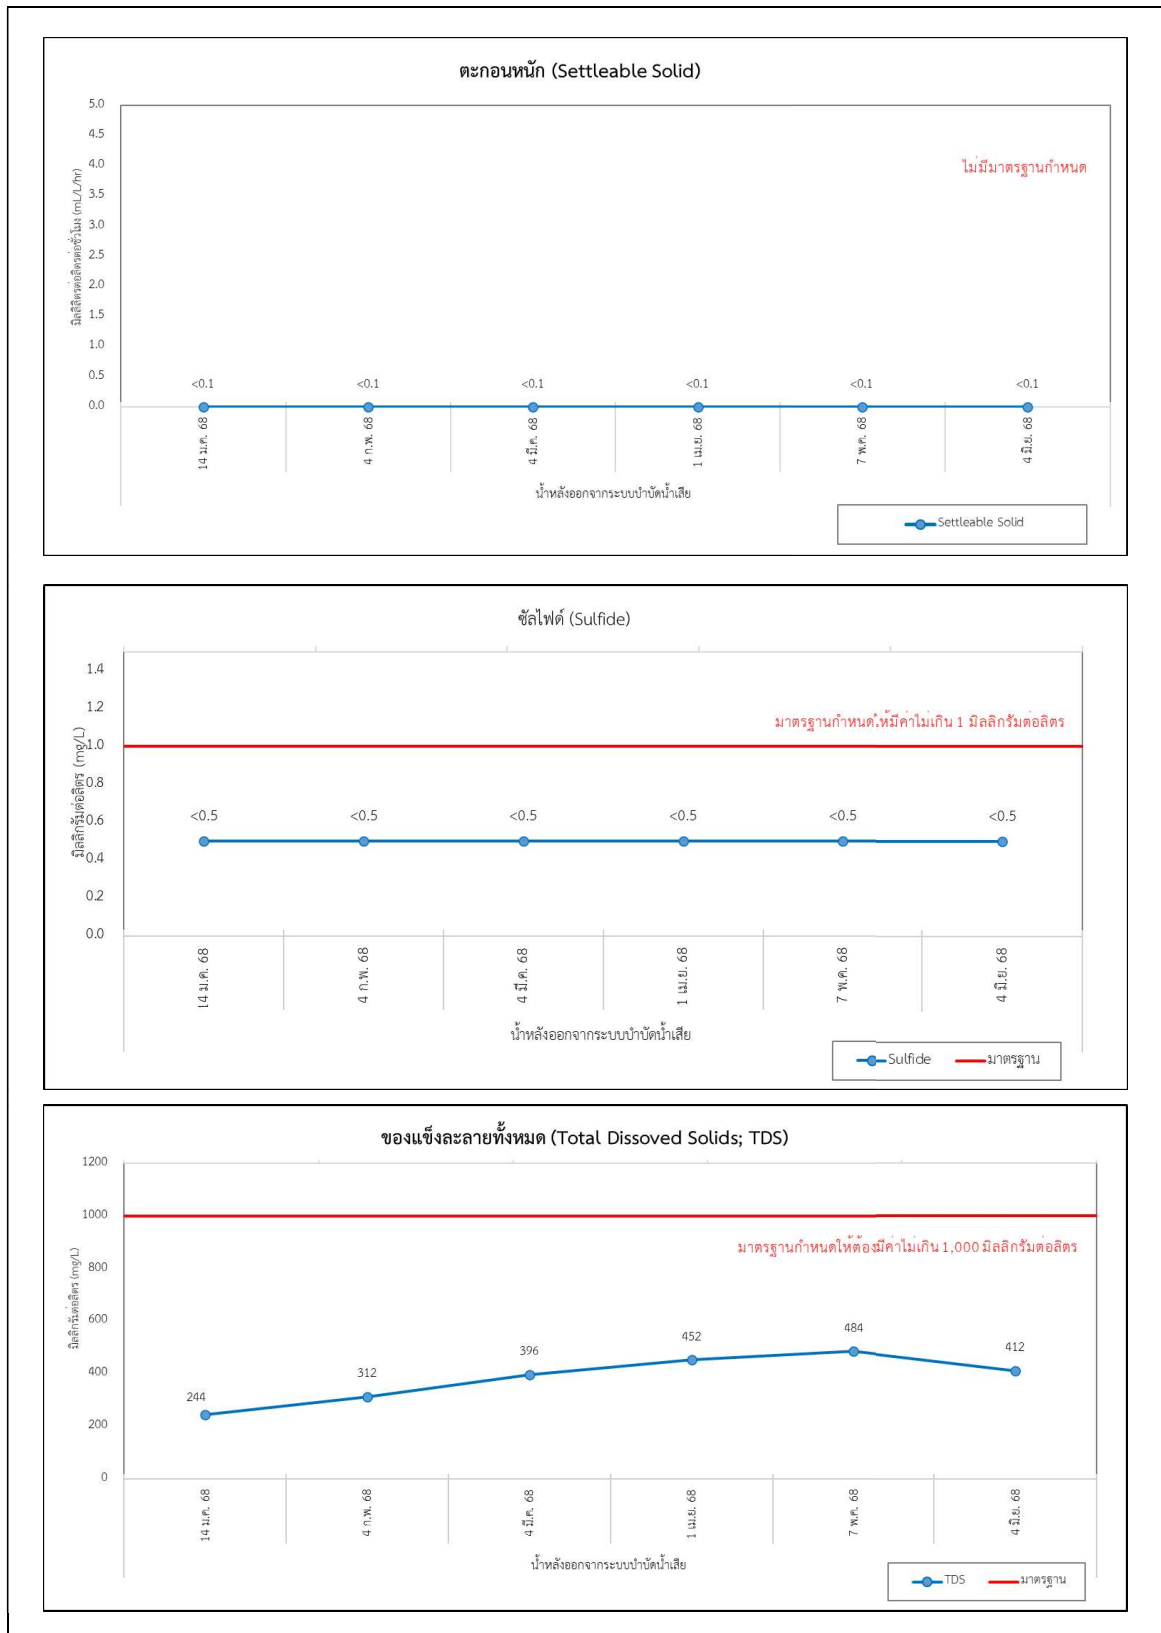 ตะกอนหนัก (Settleable Solid)
มิลลิลิตรต่อลิตรต่อชั่วโมง (mL/L/hr)
5.0
4.5
4.0
3.5
3.0
2.5
2.0
1.5
1.0
0.5
0.0
ไม่มีมาตรฐานกำหนด
<0.1 <0.1 <0.1 <0.1 <0.1 <0.1
14 ม.ค. 68 4 ก.พ. 68 4 มี.ค. 68 1 เม.ย. 68 7 พ.ค. 68 4 มิ.ย. 68
น้ำหลังออกจากระบบบำบัดน้ำเสีย
Settleable Solid
ซัลไฟด์ (Sulfide)
มิลลิกรัมต่อลิตร (mg/L)
1.4
1.2
1.0
0.8
0.6
0.4
0.2
0.0
มาตรฐานกำหนดให้มีค่าไม่เกิน 1 มิลลิกรัมต่อลิตร
<0.5 <0.5 <0.5 <0.5 <0.5 <0.5
14 ม.ค. 68 4 ก.พ. 68 4 มี.ค. 68 1 เม.ย. 68 7 พ.ค. 68 4 มิ.ย. 68
น้ำหลังออกจากระบบบำบัดน้ำเสีย
Sulfide มาตรฐาน
ของแข็งละลายทั้งหมด (Total Dissoved Solids; TDS)
มิลลิกรัมต่อลิตร (mg/L)
1200
1000
800
600
400
200
0
มาตรฐานกำหนดให้ต้องมีค่าไม่เกิน 1,000 มิลลิกรัมต่อลิตร
244 312 396 452 484 412
14 ม.ค. 68 4 ก.พ. 68 4 มี.ค. 68 1 เม.ย. 68 7 พ.ค. 68 4 มิ.ย. 68
น้ำหลังออกจากระบบบำบัดน้ำเสีย
TDS มาตรฐาน